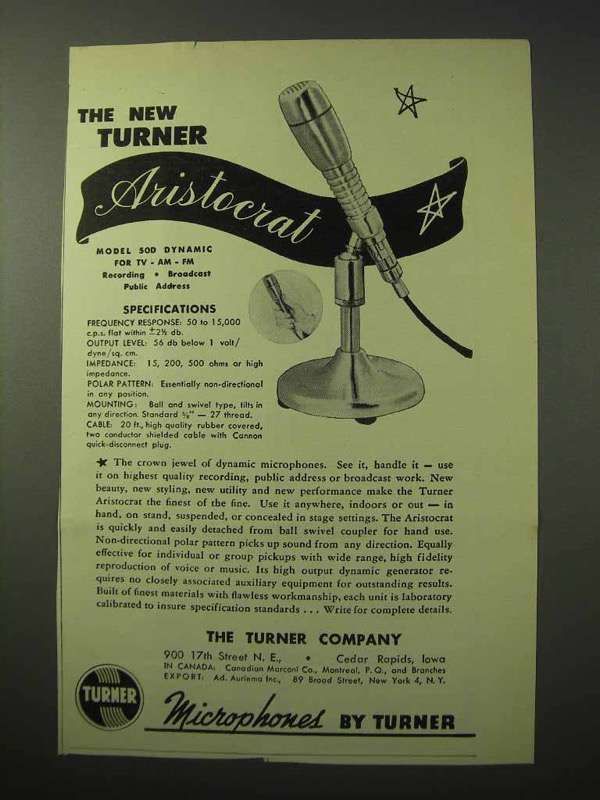 THE NEW
TURNER
Aristocrat
MODEL 50D DYNAMIC
FOR TV - AM - FM
Recording • Broadcast
Public Address
SPECIFICATIONS
FREQUENCY RESPONSE: 50 to 15,000
c.p.s. flat within ±2½ db.
OUTPUT LEVEL: 56 db below 1 volt/
dyne/sq. cm.
IMPEDANCE: 15, 200, 500 ohms or high
impedance.
POLAR PATTERN: Essentially non-directional
in any position.
MOUNTING: Ball and swivel type, tilts in
any direction. Standard ⅝" — 27 thread.
CABLE: 20 ft., high quality rubber covered,
two conductor shielded cable with Cannon
quick-disconnect plug.
★ The crown jewel of dynamic microphones. See it, handle it — use
it on highest quality recording, public address or broadcast work. New
beauty, new styling, new utility and new performance make the Turner
Aristocrat the finest of the fine. Use it anywhere, indoors or out — in
hand, on stand, suspended, or concealed in stage settings. The Aristocrat
is quickly and easily detached from ball swivel coupler for hand use.
Non-directional polar pattern picks up sound from any direction. Equally
effective for individual or group pickups with wide range, high fidelity
reproduction of voice or music. Its high output dynamic generator re-
quires no closely associated auxiliary equipment for outstanding results.
Built of finest materials with flawless workmanship, each unit is laboratory
calibrated to insure specification standards . . . Write for complete details.
THE TURNER COMPANY
900 17th Street N. E., • Cedar Rapids, Iowa
IN CANADA: Canadian Marconi Co., Montreal, P. Q., and Branches
EXPORT: Ad. Auriema Inc., 89 Broad Street, New York 4, N. Y.
TURNER
Microphones BY TURNER